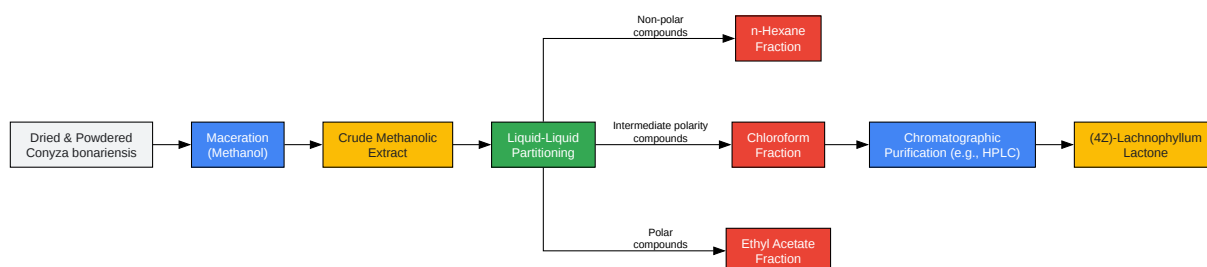 Non-polar
compounds
n-Hexane
Fraction
Dried & Powdered
Conyza bonariensis
Maceration
(Methanol)
Crude Methanolic
Extract
Liquid-Liquid
Partitioning
Intermediate polarity
compounds
Chloroform
Fraction
Chromatographic
Purification (e.g., HPLC)
(4Z)-Lachnophyllum
Lactone
Polar
compounds
Ethyl Acetate
Fraction